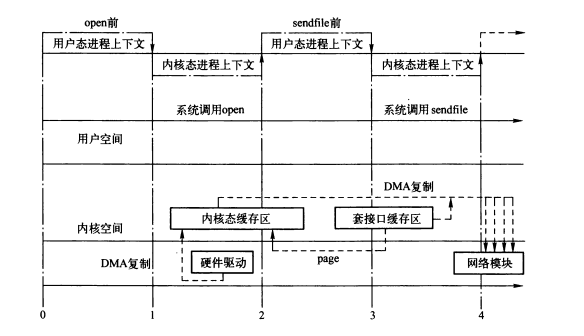 open前
sendfile前
用户态进程上下文
用户态进程上下文
内核态进程上下文
内核态进程上下文
系统调用open
系统调用 sendfile
用户空间
DMA复制
内核态缓存区
套接口缓存区
内核空间
page
DMA复制
硬件驱动
网络模块
0
1
2
3
4